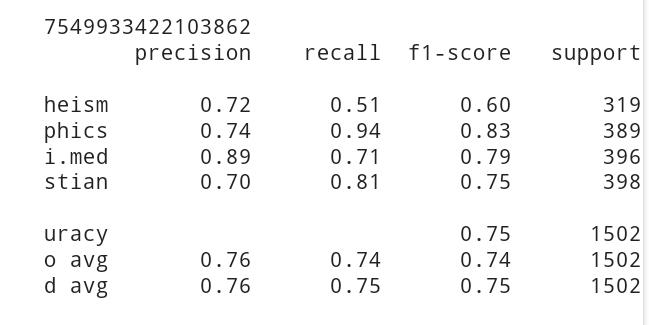 7549933422103862
precision recall f1-score support
heism 0.72 0.51 0.60 319
phics 0.74 0.94 0.83 389
i.med 0.89 0.71 0.79 396
stian 0.70 0.81 0.75 398
uracy 0.75 1502
o avg 0.76 0.74 0.74 1502
d avg 0.76 0.75 0.75 1502